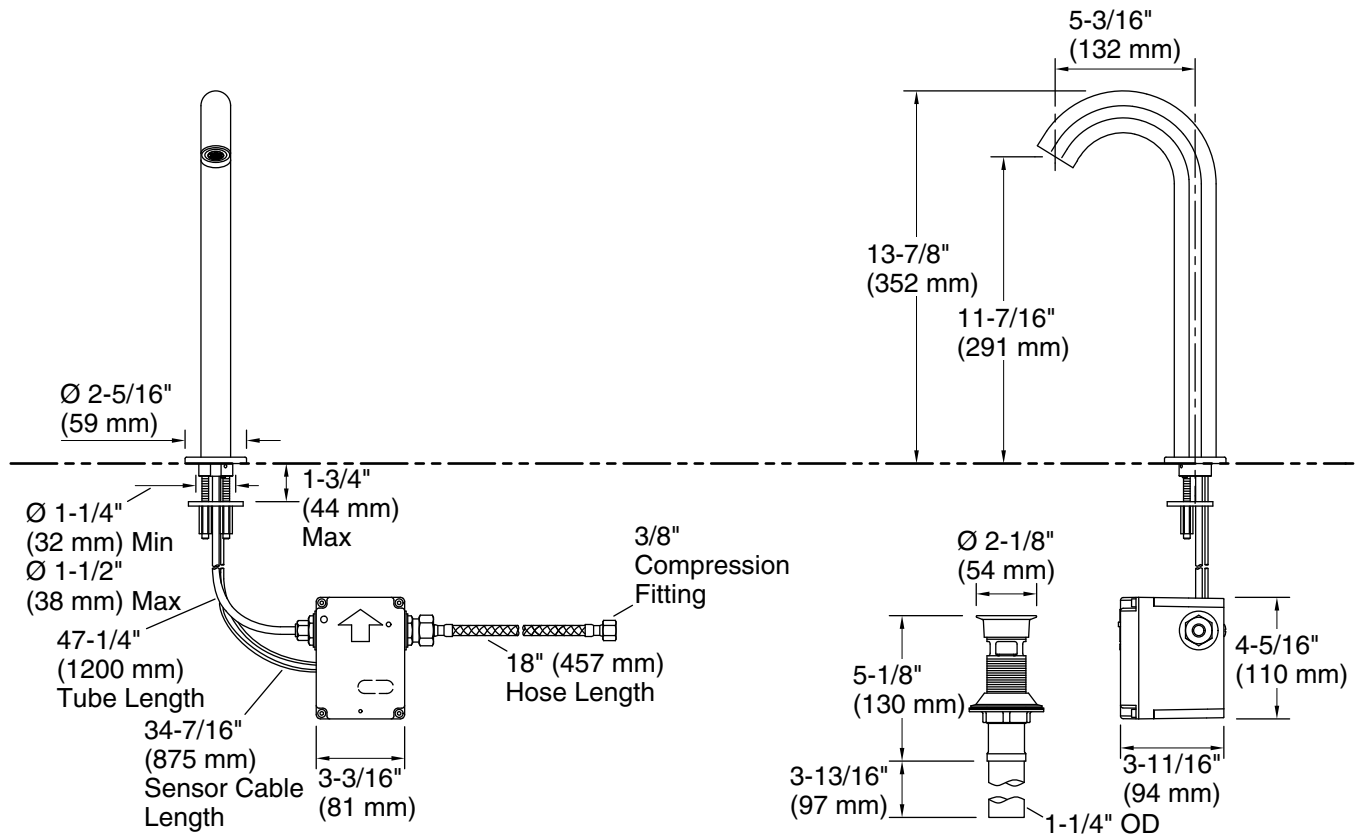 5-3/16"
(132 mm)
13-7/8"
(352 mm)
11-7/16"
(291 mm)
Ø 2-5/16"
(59 mm)
1-3/4"
(44 mm)
Max
Ø 1-1/4"
(32 mm) Min
Ø 1-1/2"
(38 mm) Max
47-1/4"
(1200 mm)
Tube Length
34-7/16"
(875 mm)
Sensor Cable
Length
3-3/16"
(81 mm)
18" (457 mm)
Hose Length
3/8"
Compression
Fitting
Ø 2-1/8"
(54 mm)
5-1/8"
(130 mm)
3-13/16"
(97 mm)
1-1/4" OD
4-5/16"
(110 mm)
3-11/16"
(94 mm)